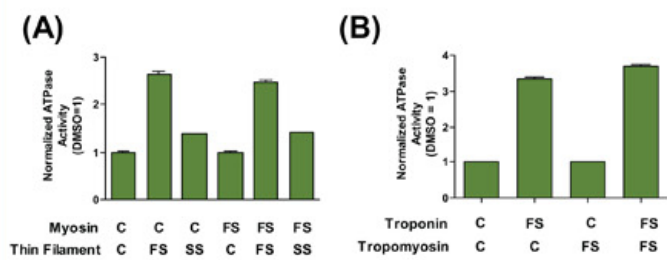 (A)
Normalized ATPase
Activity
(DMSO=1)
3
2
1
0
Myosin C C C FS FS FS
Thin Filament C FS SS C FS SS
(B)
Normalized ATPase
Activity
(DMSO = 1)
4
3
2
1
0
Troponin C FS C FS
Tropomyosin C C FS FS